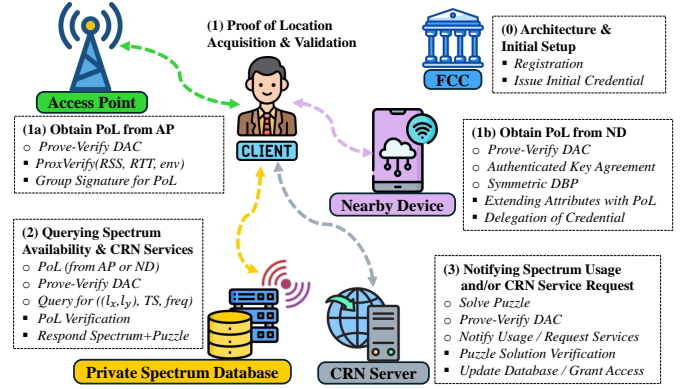 (1) Proof of Location
Acquisition & Validation
(0) Architecture &
Initial Setup
▪ Registration
▪ Issue Initial Credential
FCC
Access Point
(1a) Obtain PoL from AP
○ Prove-Verify DAC
▪ ProxVerify(RSS, RTT, env)
▪ Group Signature for PoL
CLIENT
Nearby Device
(1b) Obtain PoL from ND
○ Prove-Verify DAC
○ Authenticated Key Agreement
○ Symmetric DBP
▪ Extending Attributes with PoL
▪ Delegation of Credential
(2) Querying Spectrum
Availability & CRN Services
○ PoL (from AP or ND)
○ Prove-Verify DAC
○ Query for ((lx,ly), TS, freq)
▪ PoL Verification
▪ Respond Spectrum+Puzzle
Private Spectrum Database
CRN Server
(3) Notifying Spectrum Usage
and/or CRN Service Request
○ Solve Puzzle
○ Prove-Verify DAC
○ Notify Usage / Request Services
▪ Puzzle Solution Verification
▪ Update Database / Grant Access